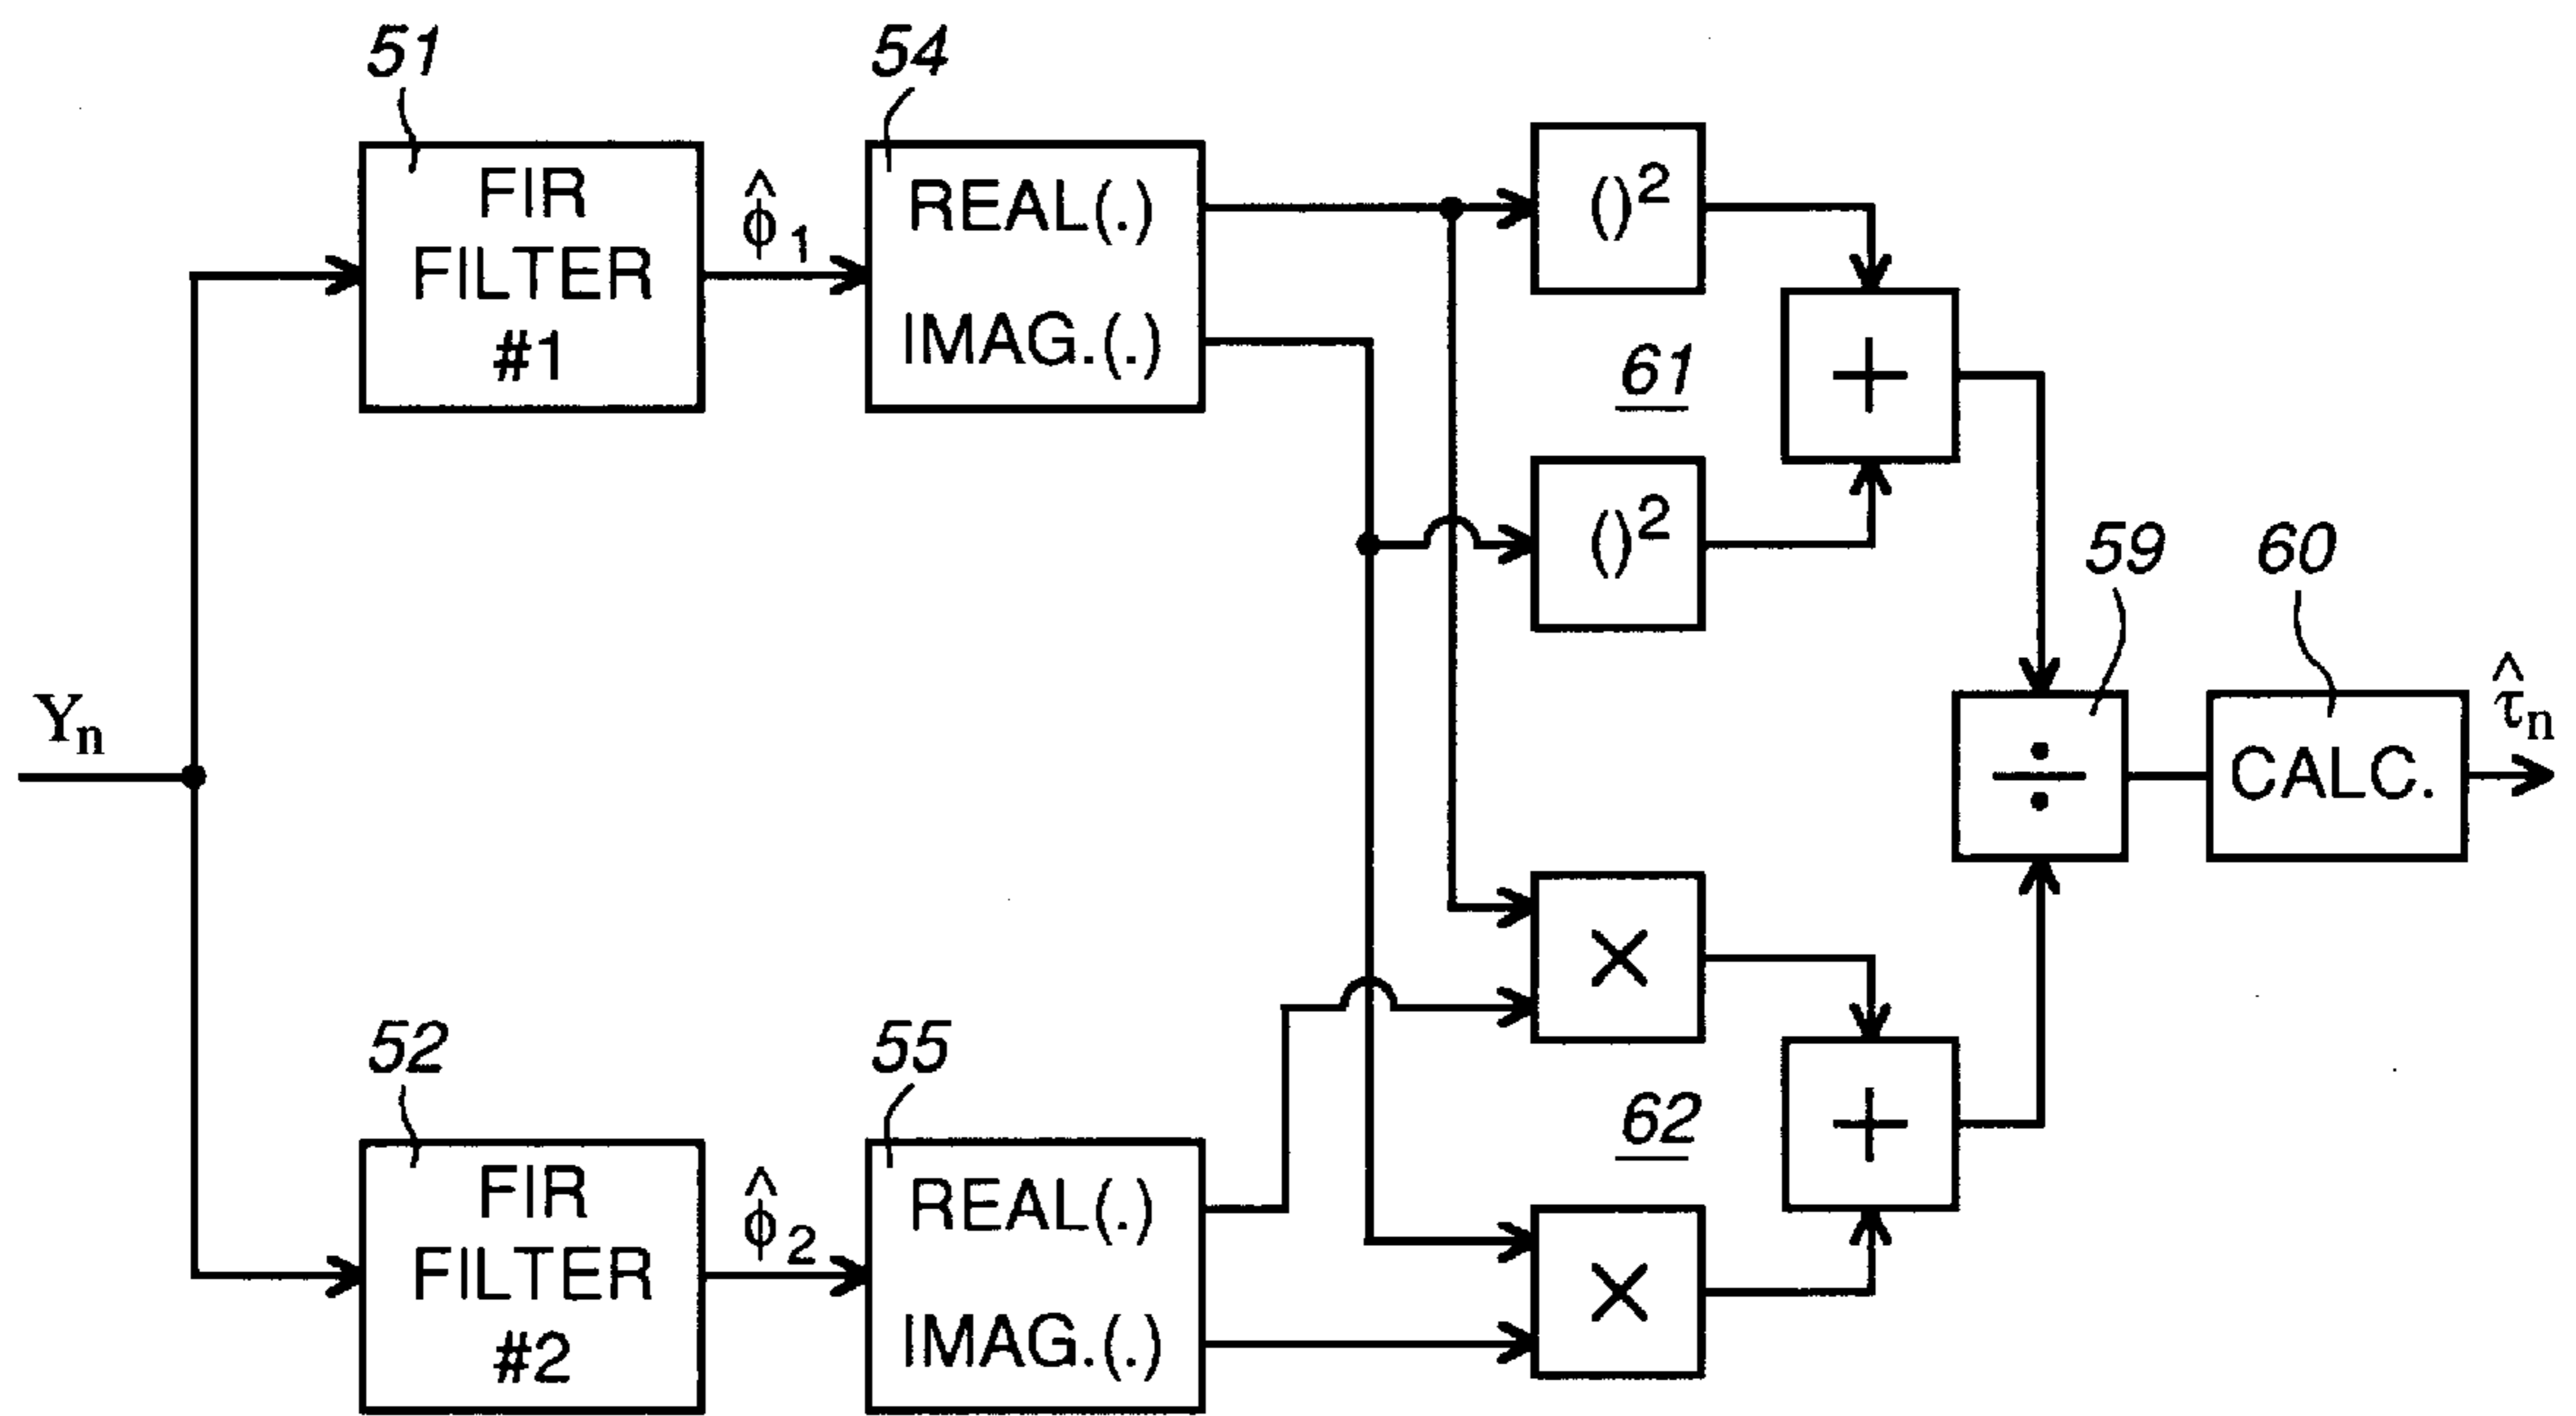 51
54
FIR
FILTER
#1
φ̂1
REAL(.)
IMAG.(.)
()2
+
61
()2
59
60
Yn
÷
CALC.
τ̂n
×
52
55
62
+
FIR
FILTER
#2
φ̂2
REAL(.)
IMAG.(.)
×